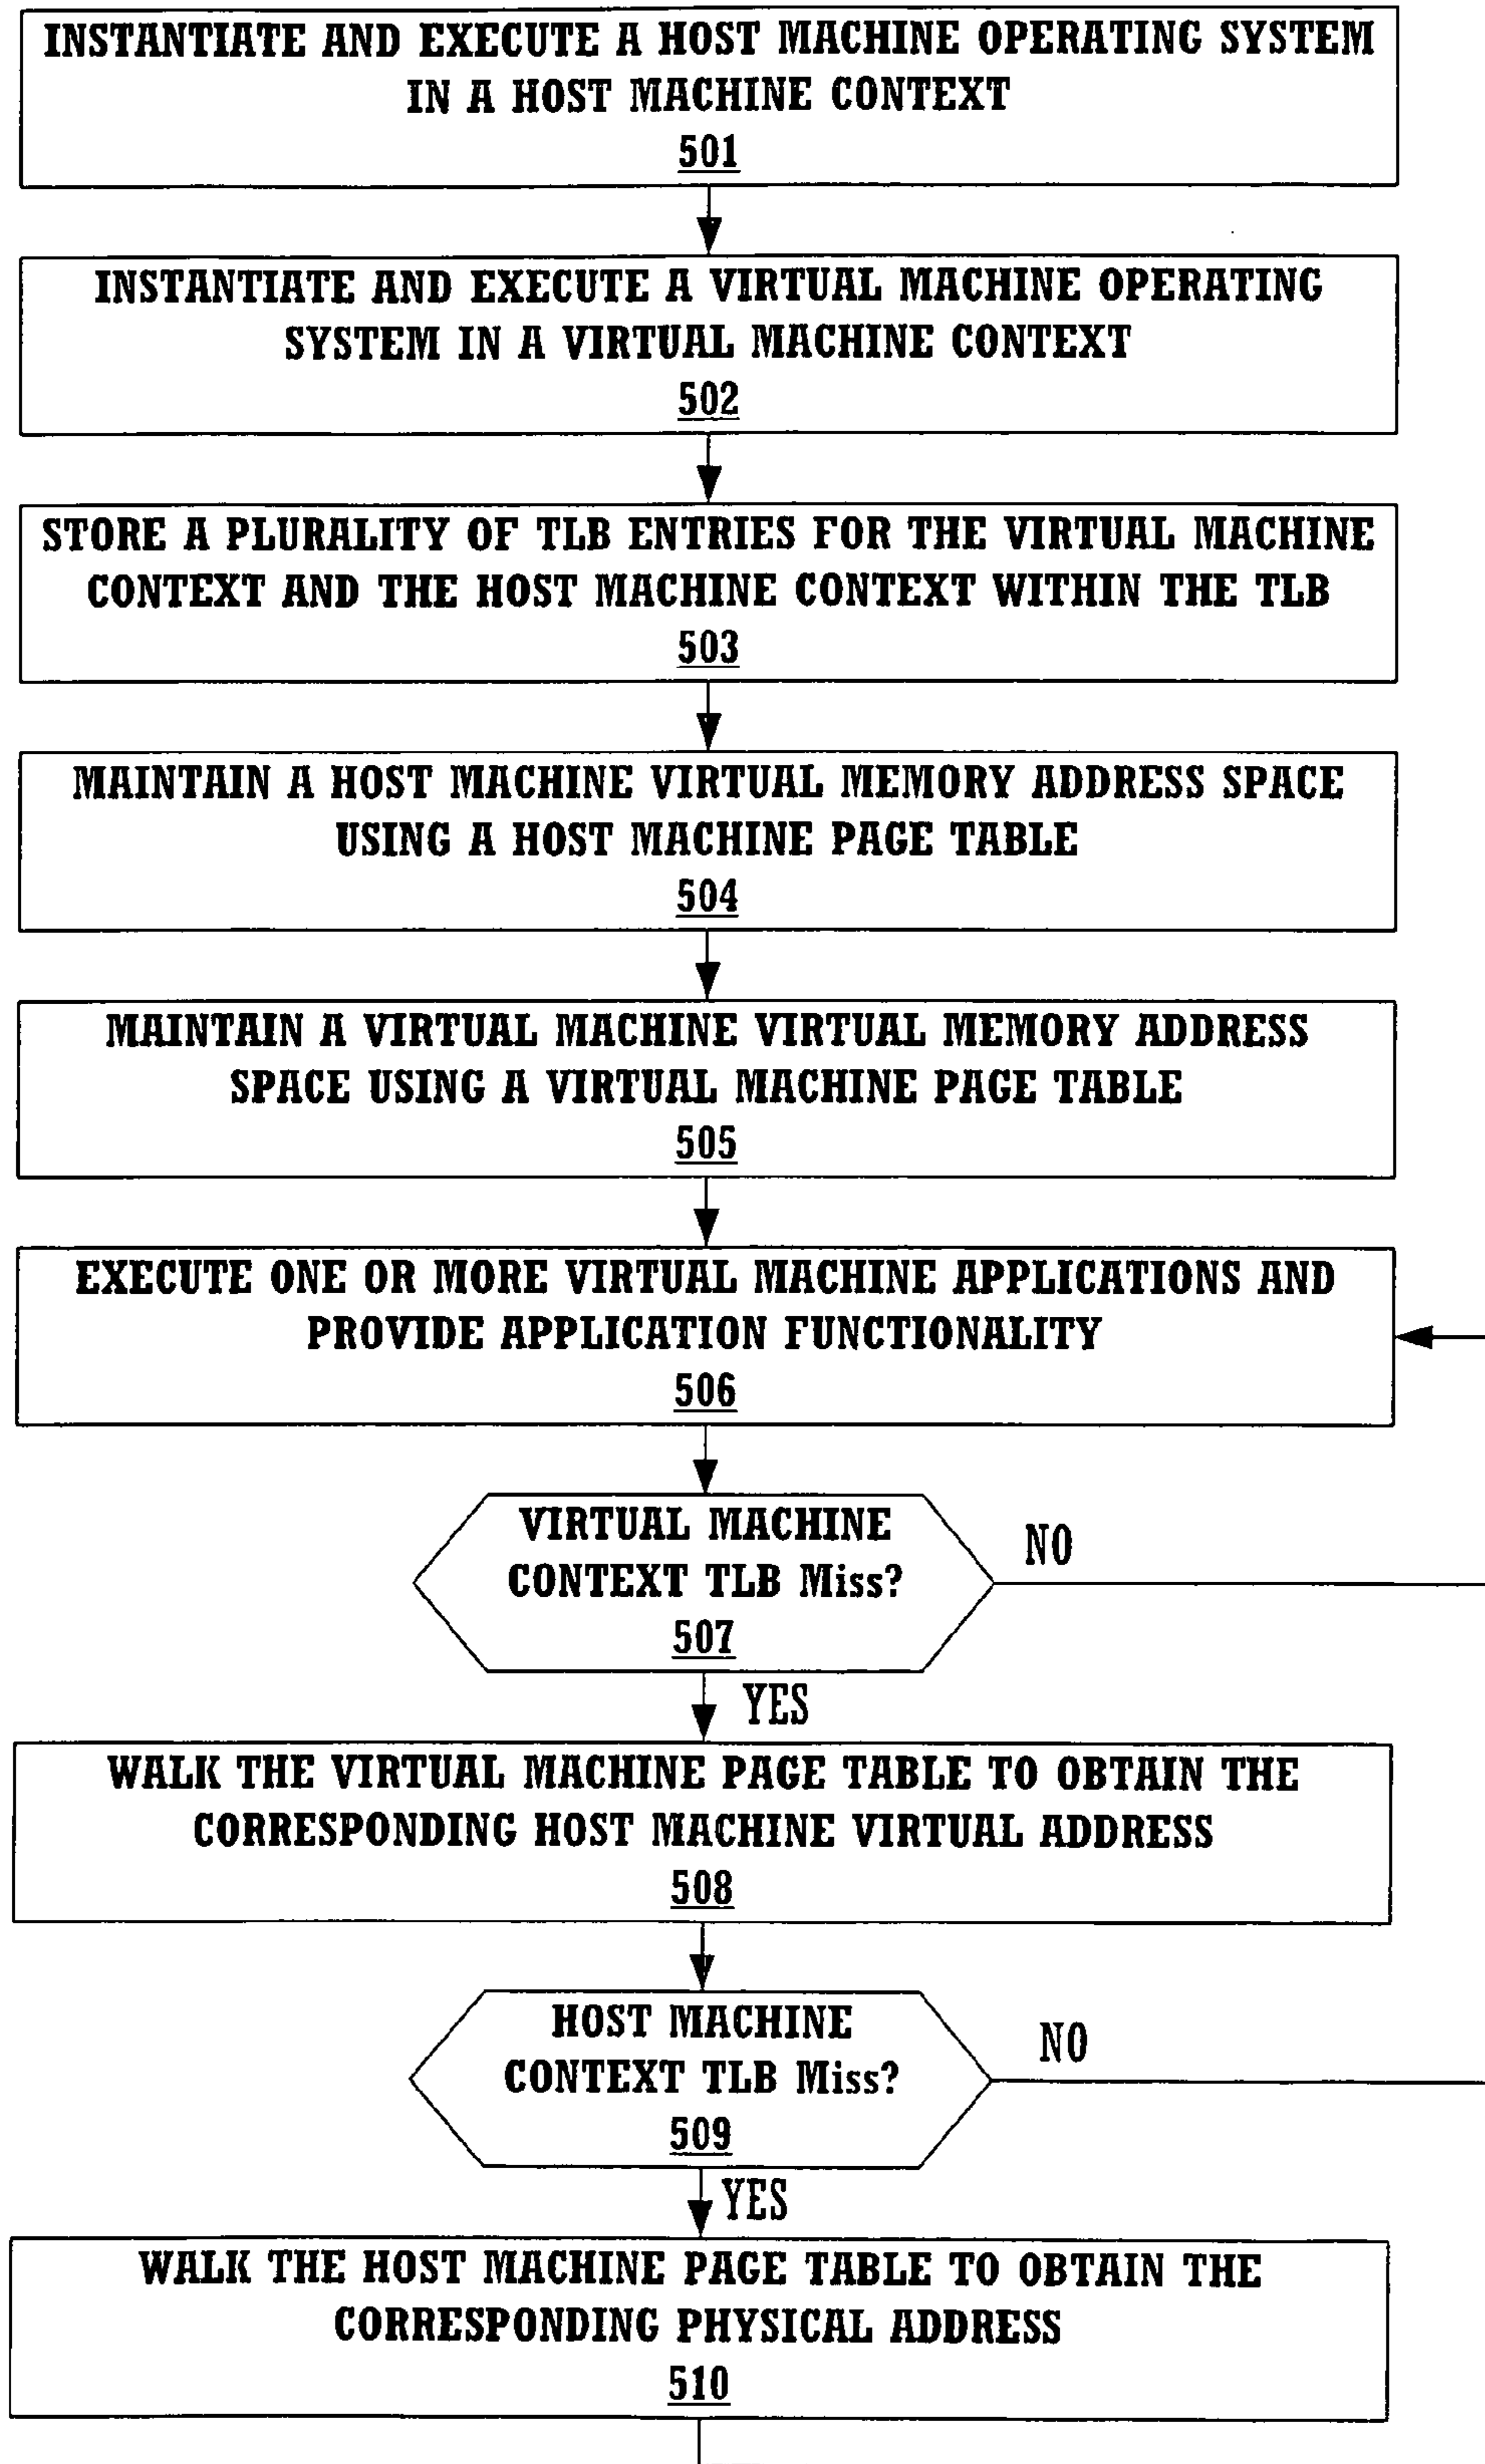 INSTANTIATE AND EXECUTE A HOST MACHINE OPERATING SYSTEM
IN A HOST MACHINE CONTEXT
501
INSTANTIATE AND EXECUTE A VIRTUAL MACHINE OPERATING
SYSTEM IN A VIRTUAL MACHINE CONTEXT
502
STORE A PLURALITY OF TLB ENTRIES FOR THE VIRTUAL MACHINE
CONTEXT AND THE HOST MACHINE CONTEXT WITHIN THE TLB
503
MAINTAIN A HOST MACHINE VIRTUAL MEMORY ADDRESS SPACE
USING A HOST MACHINE PAGE TABLE
504
MAINTAIN A VIRTUAL MACHINE VIRTUAL MEMORY ADDRESS
SPACE USING A VIRTUAL MACHINE PAGE TABLE
505
EXECUTE ONE OR MORE VIRTUAL MACHINE APPLICATIONS AND
PROVIDE APPLICATION FUNCTIONALITY
506
VIRTUAL MACHINE
CONTEXT TLB Miss?
507
NO
YES
WALK THE VIRTUAL MACHINE PAGE TABLE TO OBTAIN THE
CORRESPONDING HOST MACHINE VIRTUAL ADDRESS
508
HOST MACHINE
CONTEXT TLB Miss?
509
NO
YES
WALK THE HOST MACHINE PAGE TABLE TO OBTAIN THE
CORRESPONDING PHYSICAL ADDRESS
510